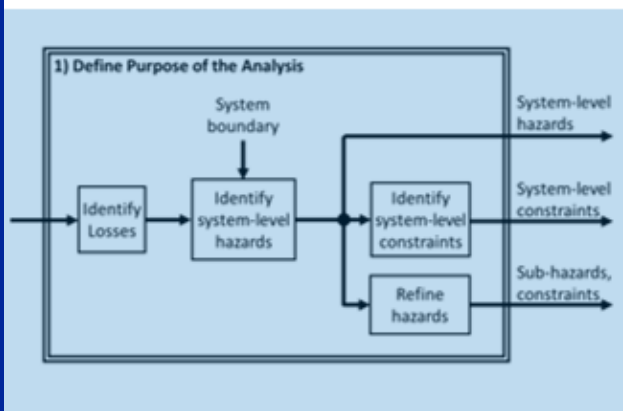 1) Define Purpose of the Analysis
System
boundary
Identify
Losses
Identify
system-level
hazards
Identify
system-level
constraints
Refine
hazards
System-level
hazards
System-level
constraints
Sub-hazards,
constraints